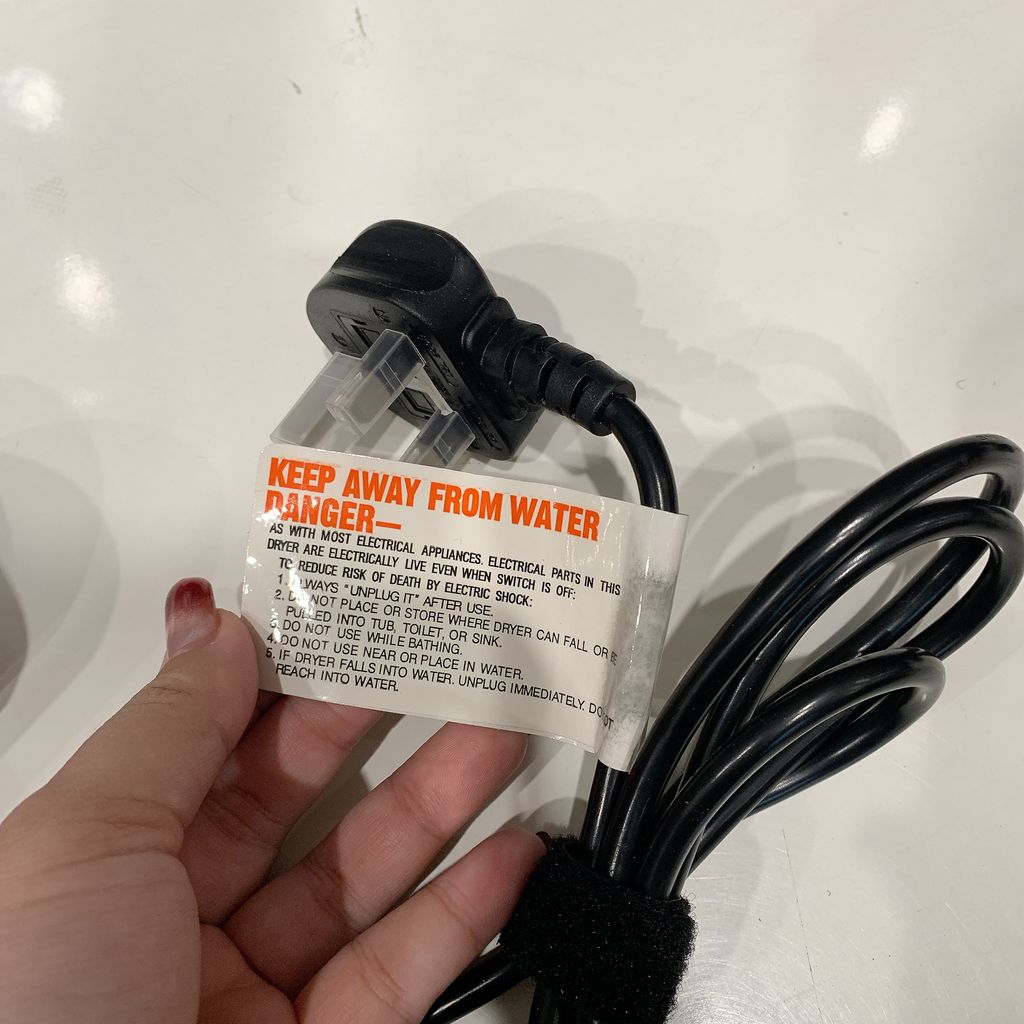 KEEP AWAY FROM WATER
DANGER—
AS WITH MOST ELECTRICAL APPLIANCES. ELECTRICAL PARTS IN THIS
DRYER ARE ELECTRICALLY LIVE EVEN WHEN SWITCH IS OFF:
TO REDUCE RISK OF DEATH BY ELECTRIC SHOCK:
1. ALWAYS "UNPLUG IT" AFTER USE.
2. DO NOT PLACE OR STORE WHERE DRYER CAN FALL OR BE
PULLED INTO TUB, TOILET, OR SINK.
3. DO NOT USE WHILE BATHING.
4. DO NOT USE NEAR OR PLACE IN WATER.
5. IF DRYER FALLS INTO WATER. UNPLUG IMMEDIATELY. DO NOT
REACH INTO WATER.